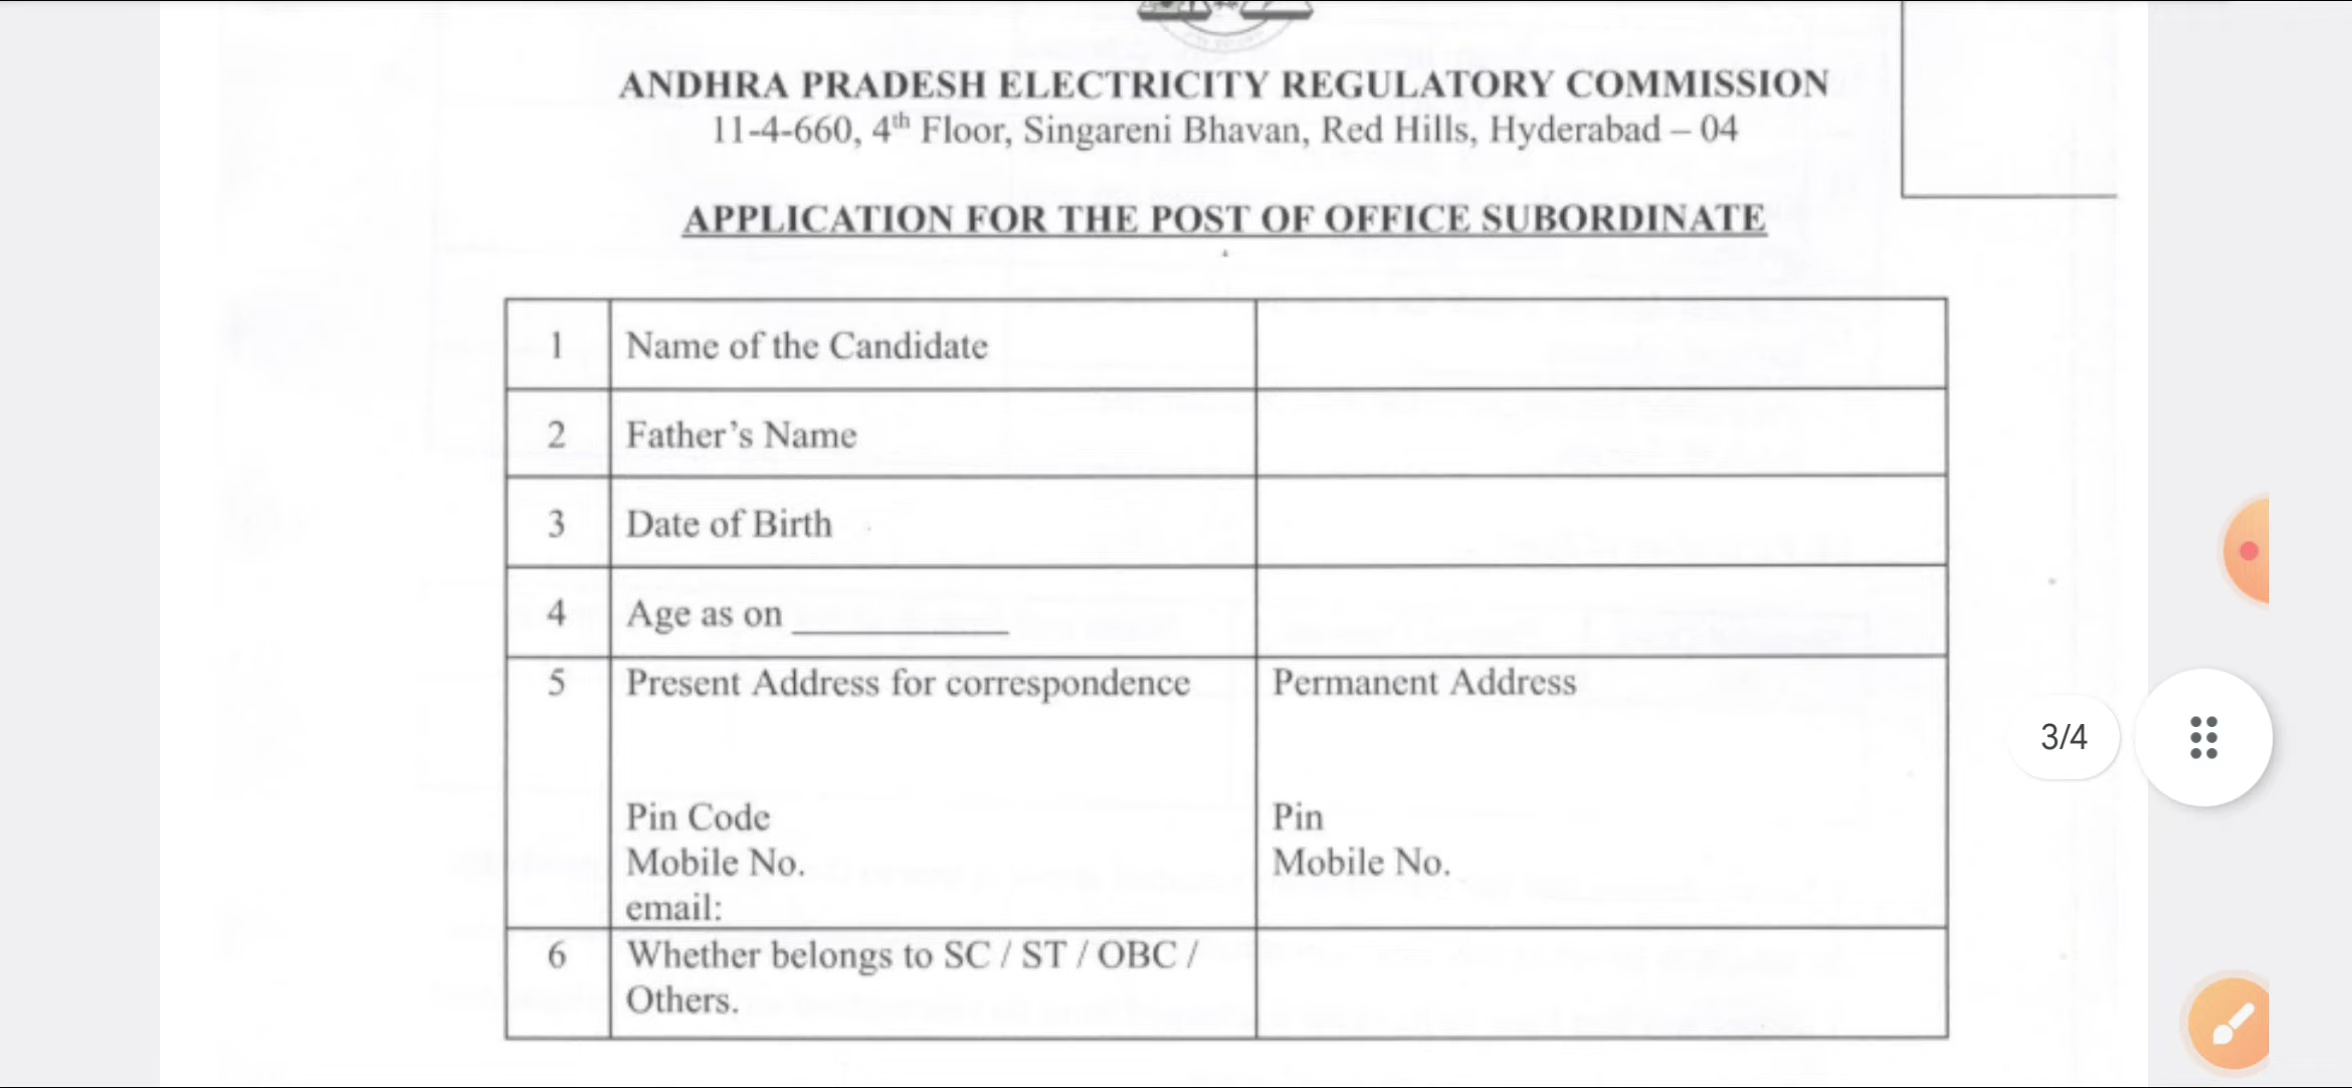 ANDHRA PRADESH ELECTRICITY REGULATORY COMMISSION
11-4-660, 4th Floor, Singareni Bhavan, Red Hills, Hyderabad – 04
APPLICATION FOR THE POST OF OFFICE SUBORDINATE
1 Name of the Candidate
2 Father's Name
3 Date of Birth
4 Age as on ___________
5 Present Address for correspondence Permanent Address
Pin Code Pin
Mobile No. Mobile No.
email:
6 Whether belongs to SC / ST / OBC /
Others.
3/4